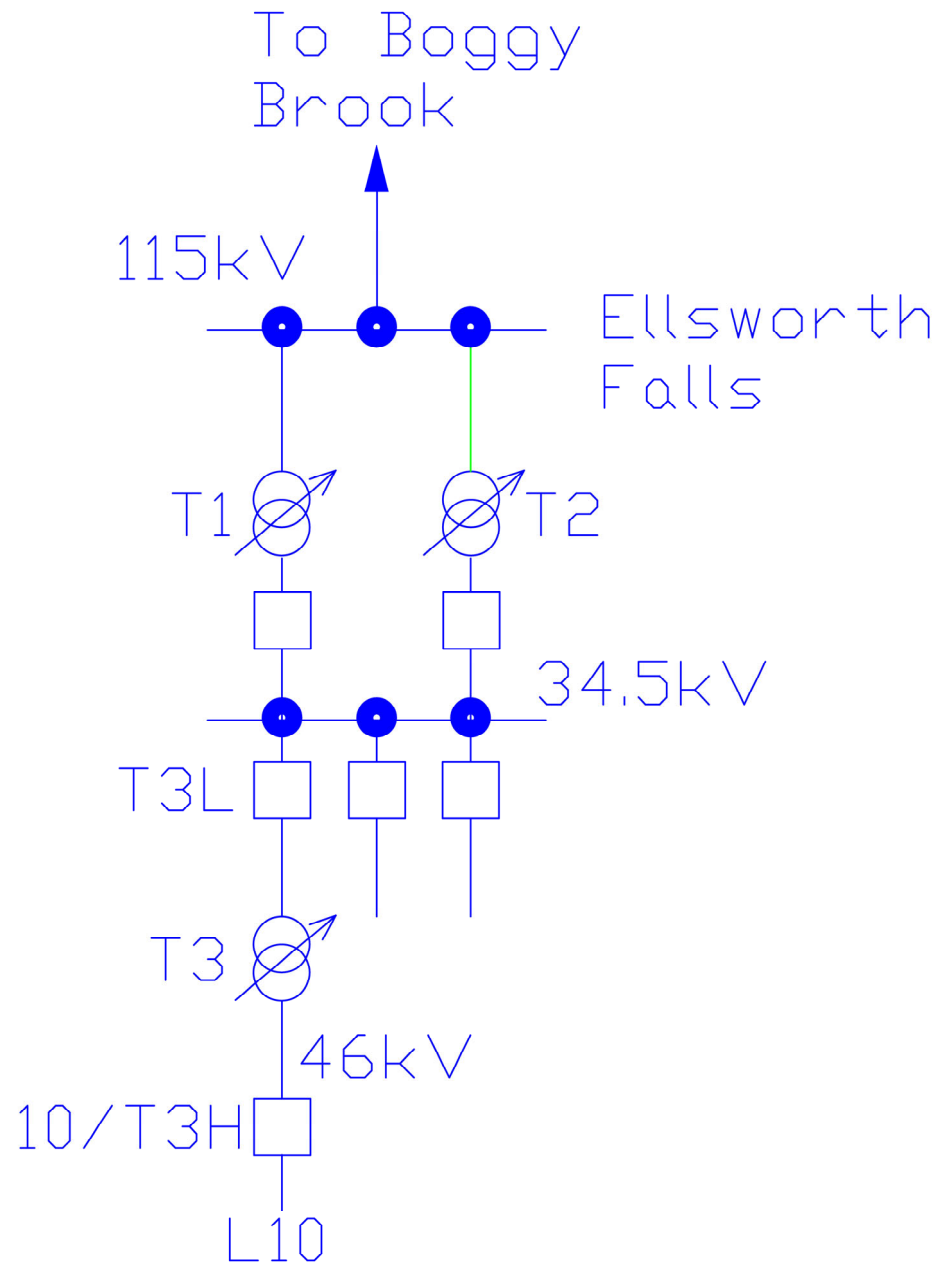 To Boggy
Brook
115kV
Ellsworth
Falls
T1
T2
34.5kV
T3L
T3
46kV
10/T3H
L10